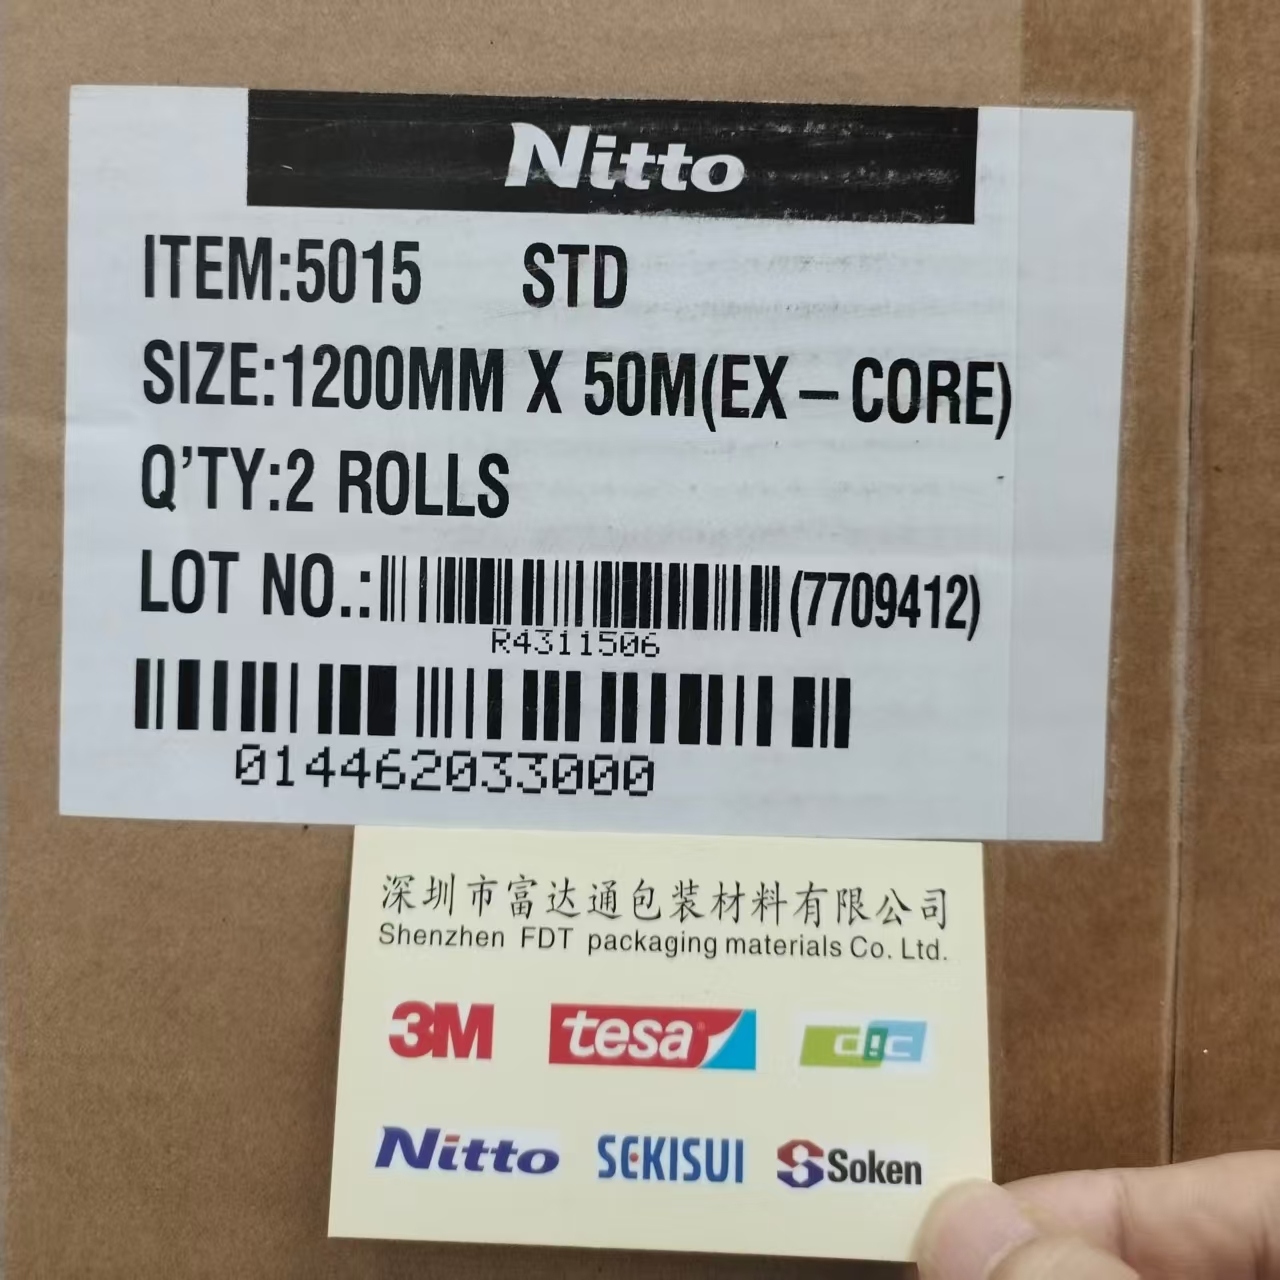 Nitto
ITEM:5015 STD
SIZE:1200MM X 50M(EX-CORE)
Q'TY:2 ROLLS
LOT NO.: (7709412)
R4311506
014462033000
深圳市富达通包装材料有限公司
Shenzhen FDT packaging materials Co. Ltd.
3M tesa® dic
Nitto SEKISUI Soken